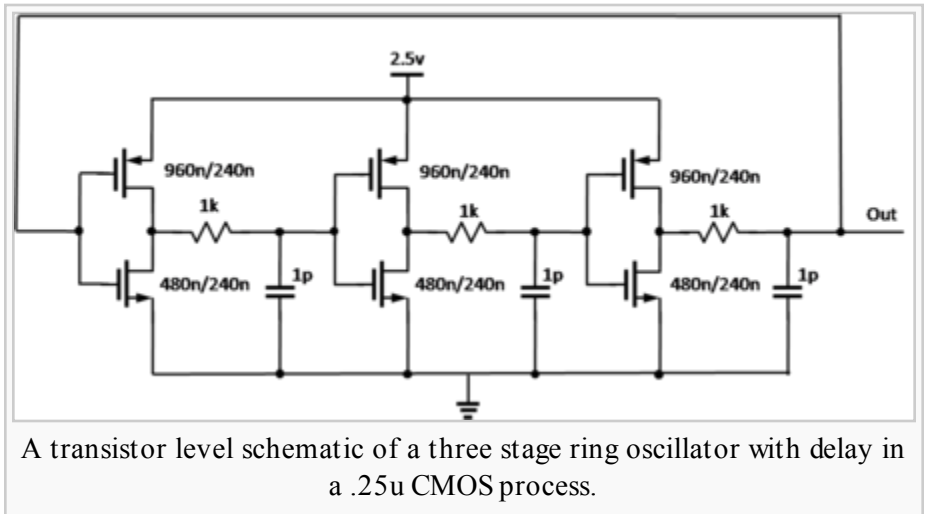 2.5v
960n/240n
960n/240n
960n/240n
1k
1k
1k
Out
480n/240n
1p
480n/240n
1p
480n/240n
1p
A transistor level schematic of a three stage ring oscillator with delay in
a .25u CMOS process.